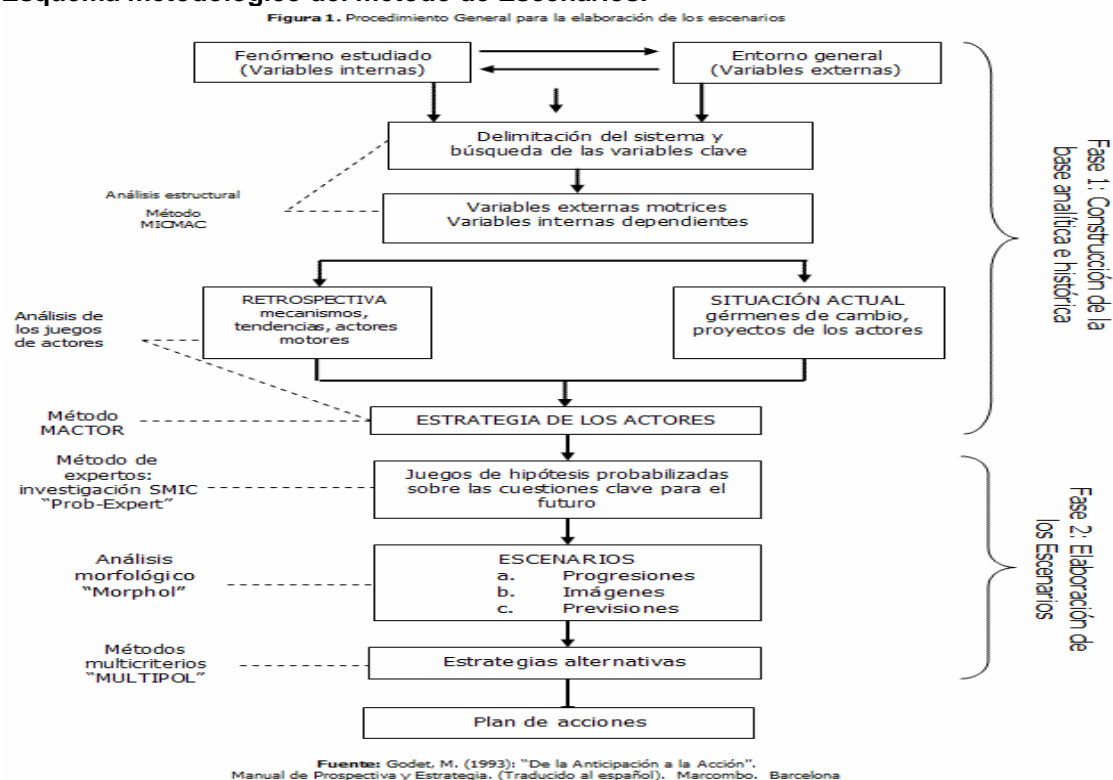 Esquema metodológico del método de Escenarios.
Figura 1. Procedimiento General para la elaboración de los escenarios
Fenómeno estudiado
(Variables internas)
Entorno general
(Variables externas)
Delimitación del sistema y
búsqueda de las variables clave
Análisis estructural
Método
MICMAC
Variables externas motrices
Variables internas dependientes
RETROSPECTIVA
mecanismos,
tendencias, actores
motores
SITUACIÓN ACTUAL
gérmenes de cambio,
proyectos de los actores
Análisis de
los juegos
de actores
Método
MACTOR
ESTRATEGIA DE LOS ACTORES
Fase 1: Construcción de la
base analítica e histórica
Método de
expertos:
investigación SMIC
"Prob-Expert"
Juegos de hipótesis probabilizadas
sobre las cuestiones clave para el
futuro
Análisis
morfológico
"Morphol"
ESCENARIOS
a. Progresiones
b. Imágenes
c. Previsiones
Métodos
multicriterios
"MULTIPOL"
Estrategias alternativas
Fase 2: Elaboración de
los Escenarios
Plan de acciones
Fuente: Godet, M. (1993): "De la Anticipación a la Acción".
Manual de Prospectiva y Estrategia. (Traducido al español). Marcombo. Barcelona